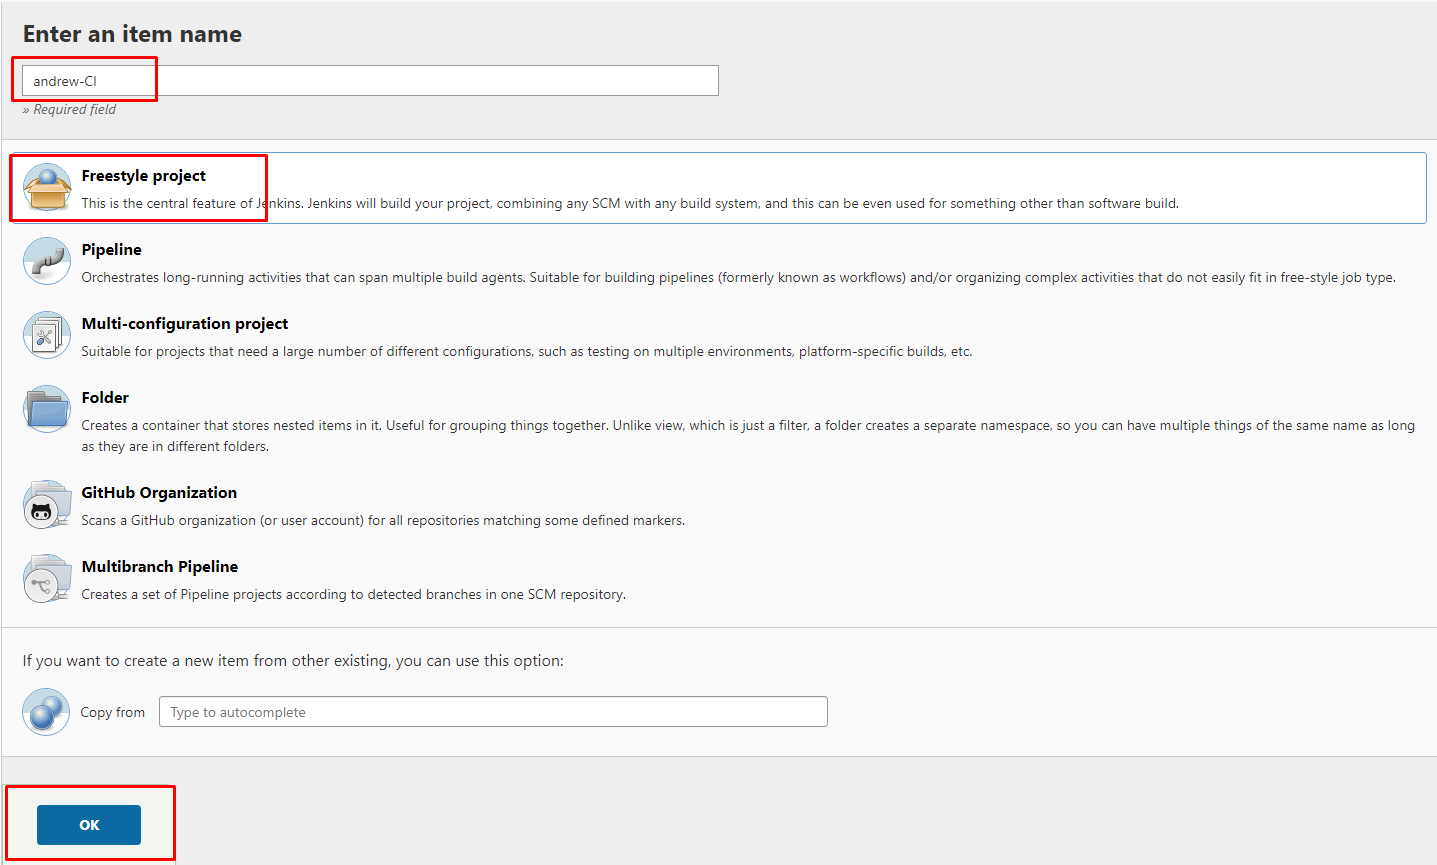 Enter an item name
andrew-CI
» Required field
Freestyle project
This is the central feature of Jenkins. Jenkins will build your project, combining any SCM with any build system, and this can be even used for something other than software build.
Pipeline
Orchestrates long-running activities that can span multiple build agents. Suitable for building pipelines (formerly known as workflows) and/or organizing complex activities that do not easily fit in free-style job type.
Multi-configuration project
Suitable for projects that need a large number of different configurations, such as testing on multiple environments, platform-specific builds, etc.
Folder
Creates a container that stores nested items in it. Useful for grouping things together. Unlike view, which is just a filter, a folder creates a separate namespace, so you can have multiple things of the same name as long
as they are in different folders.
GitHub Organization
Scans a GitHub organization (or user account) for all repositories matching some defined markers.
Multibranch Pipeline
Creates a set of Pipeline projects according to detected branches in one SCM repository.
If you want to create a new item from other existing, you can use this option:
Copy from
Type to autocomplete
OK